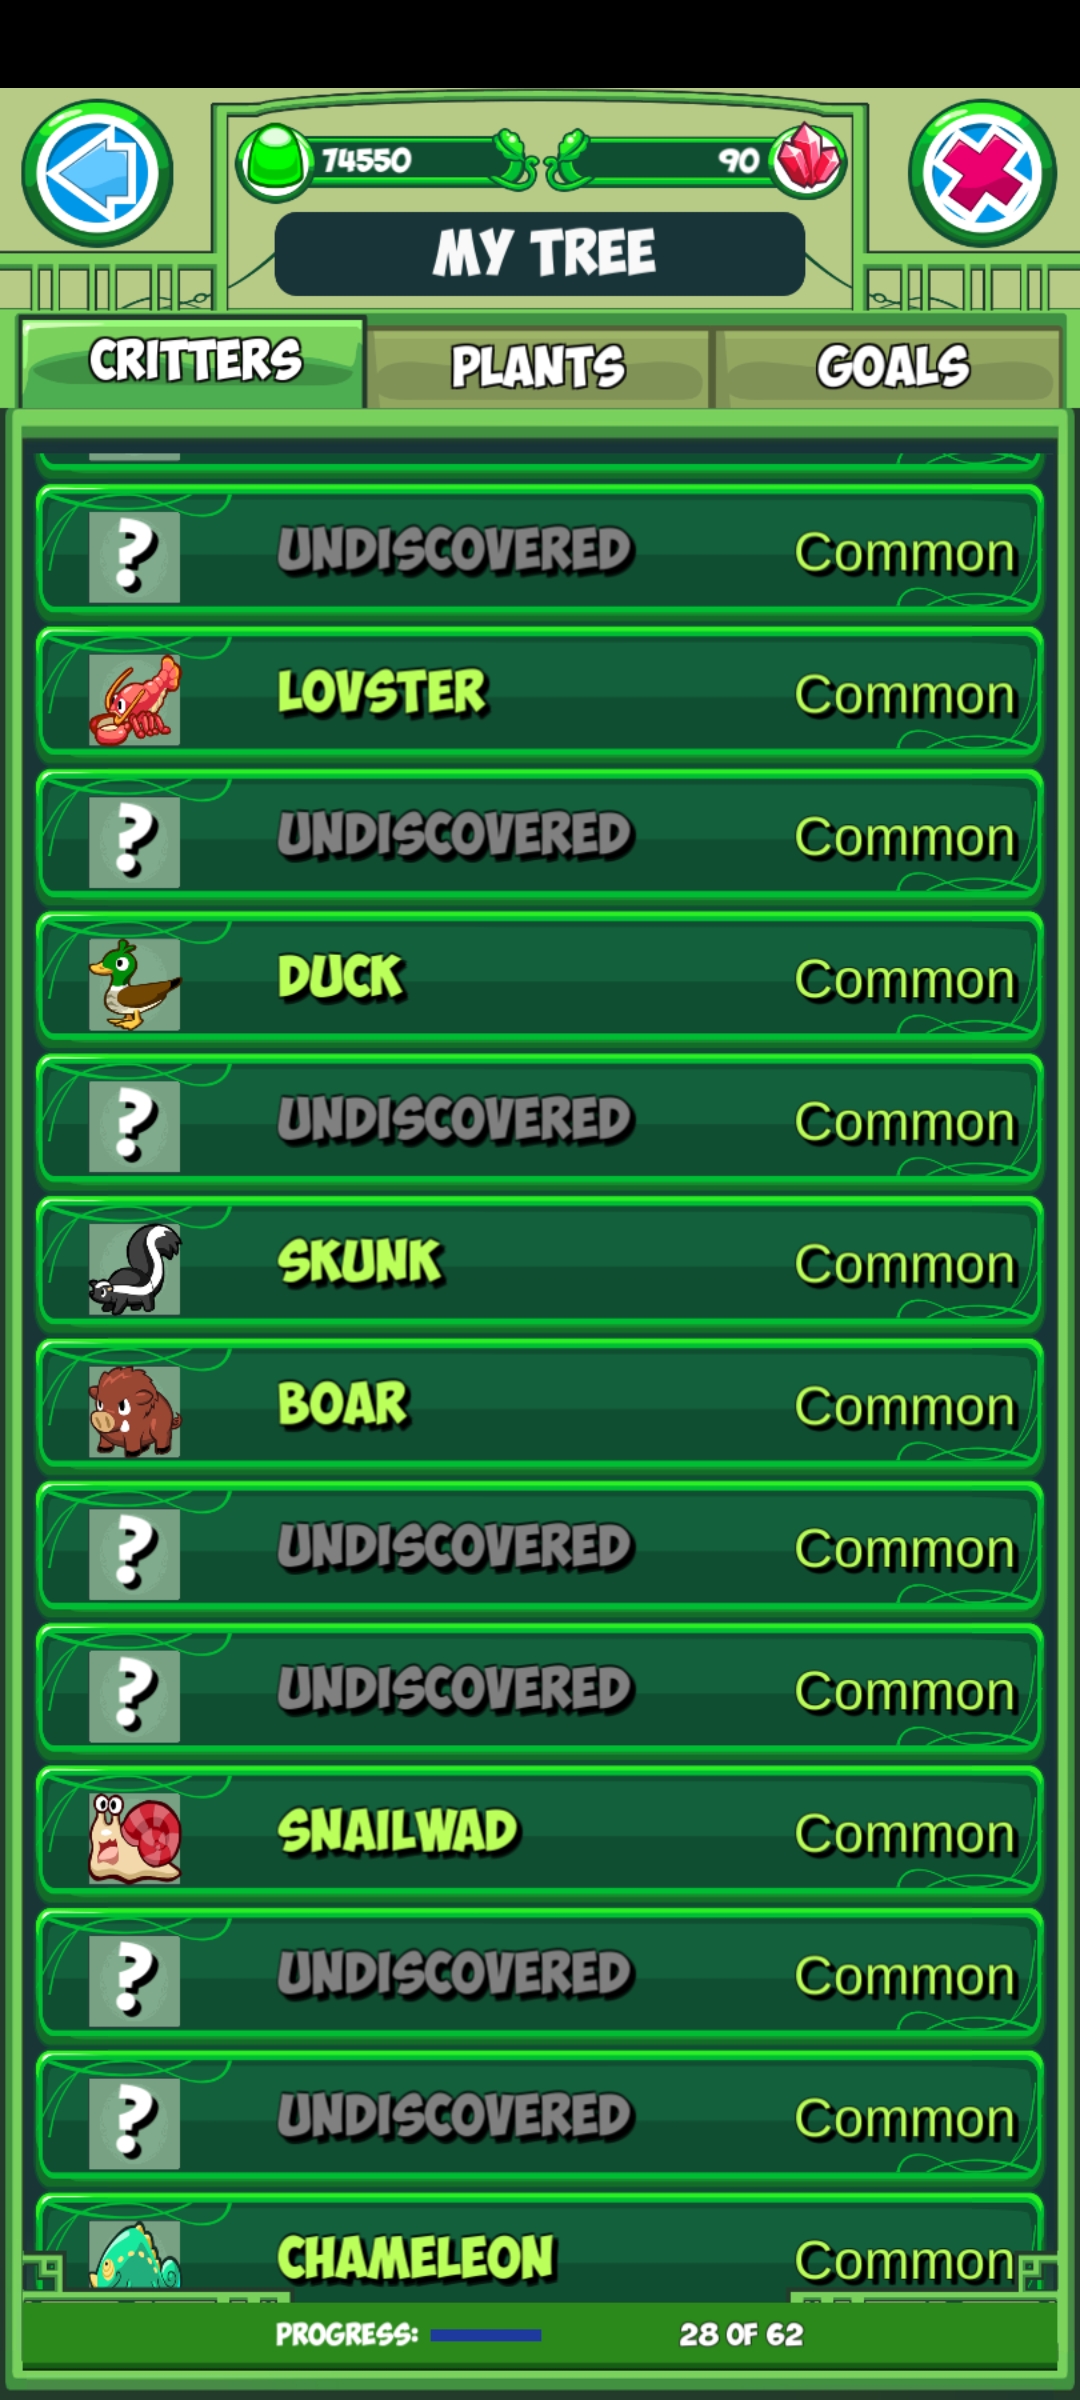 74550
90
MY TREE
CRITTERS
PLANTS
GOALS
? UNDISCOVERED Common
LOVSTER Common
? UNDISCOVERED Common
DUCK Common
? UNDISCOVERED Common
SKUNK Common
BOAR Common
? UNDISCOVERED Common
? UNDISCOVERED Common
SNAILWAD Common
? UNDISCOVERED Common
? UNDISCOVERED Common
CHAMELEON Common
PROGRESS: 28 OF 62